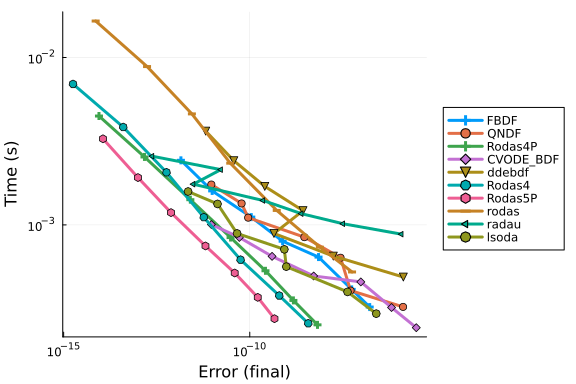 10⁻²
10⁻³
Time (s)
10⁻¹⁵
10⁻¹⁰
Error (final)
FBDF
QNDF
Rodas4P
CVODE_BDF
ddebdf
Rodas4
Rodas5P
rodas
radau
lsoda